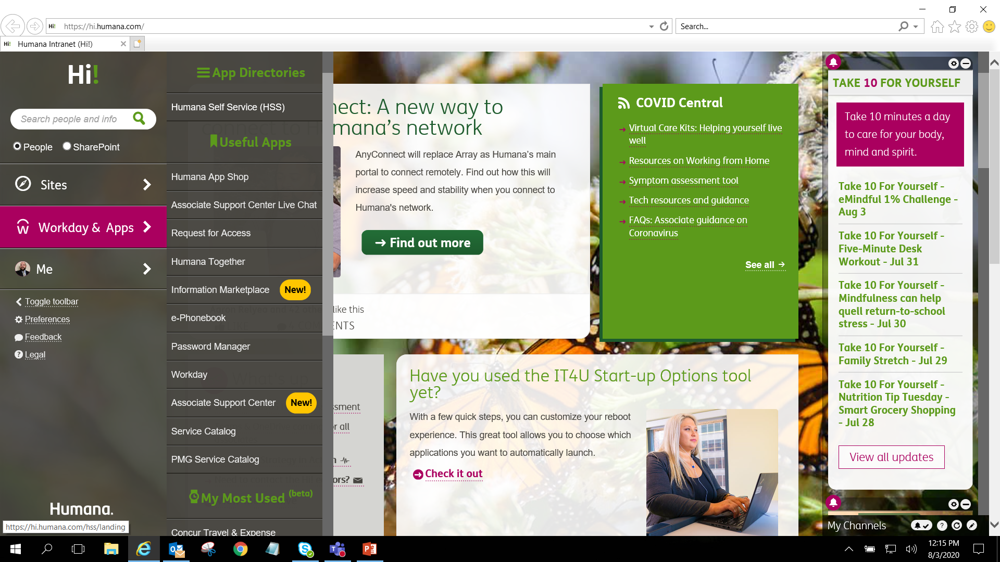 Hi! https://hi.humana.com/
Search...
Hi! Humana Intranet (Hi!)
Hi!
Search people and info
People SharePoint
Sites
Workday & Apps
Me
Toggle toolbar
Preferences
Feedback
Legal
Humana.
https://hi.humana.com/hss/landing
App Directories
Humana Self Service (HSS)
Useful Apps
Humana App Shop
Associate Support Center Live Chat
Request for Access
Humana Together
Information Marketplace New!
e-Phonebook
Password Manager
Workday
Associate Support Center New!
Service Catalog
PMG Service Catalog
My Most Used (beta)
Concur Travel & Expense
nect: A new way to
mana's network
AnyConnect will replace Array as Humana's main
portal to connect remotely. Find out how this will
increase speed and stability when you connect to
Humana's network.
→ Find out more
like this
ENTS
What's up
ssment
r all
n
ors?
COVID Central
Virtual Care Kits: Helping yourself live
well
Resources on Working from Home
Symptom assessment tool
Tech resources and guidance
FAQs: Associate guidance on
Coronavirus
See all →
Have you used the IT4U Start-up Options tool
yet?
With a few quick steps, you can customize your reboot
experience. This great tool allows you to choose which
applications you want to automatically launch.
Check it out
TAKE 10 FOR YOURSELF
Take 10 minutes a day
to care for your body,
mind and spirit.
Take 10 For Yourself -
eMindful 1% Challenge -
Aug 3
Take 10 For Yourself -
Five-Minute Desk
Workout - Jul 31
Take 10 For Yourself -
Mindfulness can help
quell return-to-school
stress - Jul 30
Take 10 For Yourself -
Family Stretch - Jul 29
Take 10 For Yourself -
Nutrition Tip Tuesday -
Smart Grocery Shopping
- Jul 28
View all updates
My Channels
12:15 PM
8/3/2020